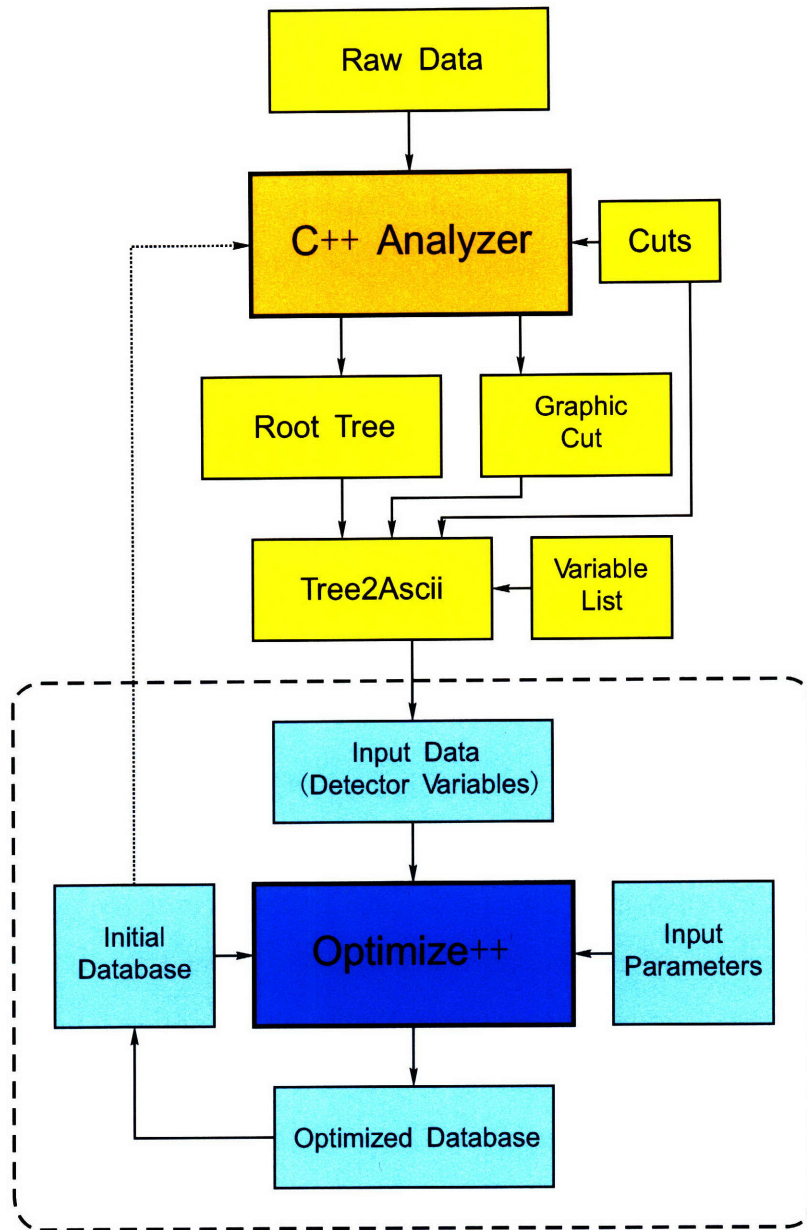 Raw Data
C++ Analyzer
Cuts
Root Tree
Graphic
Cut
Tree2Ascii
Variable
List
Input Data
(Detector Variables)
Initial
Database
Optimize++
Input
Parameters
Optimized Database